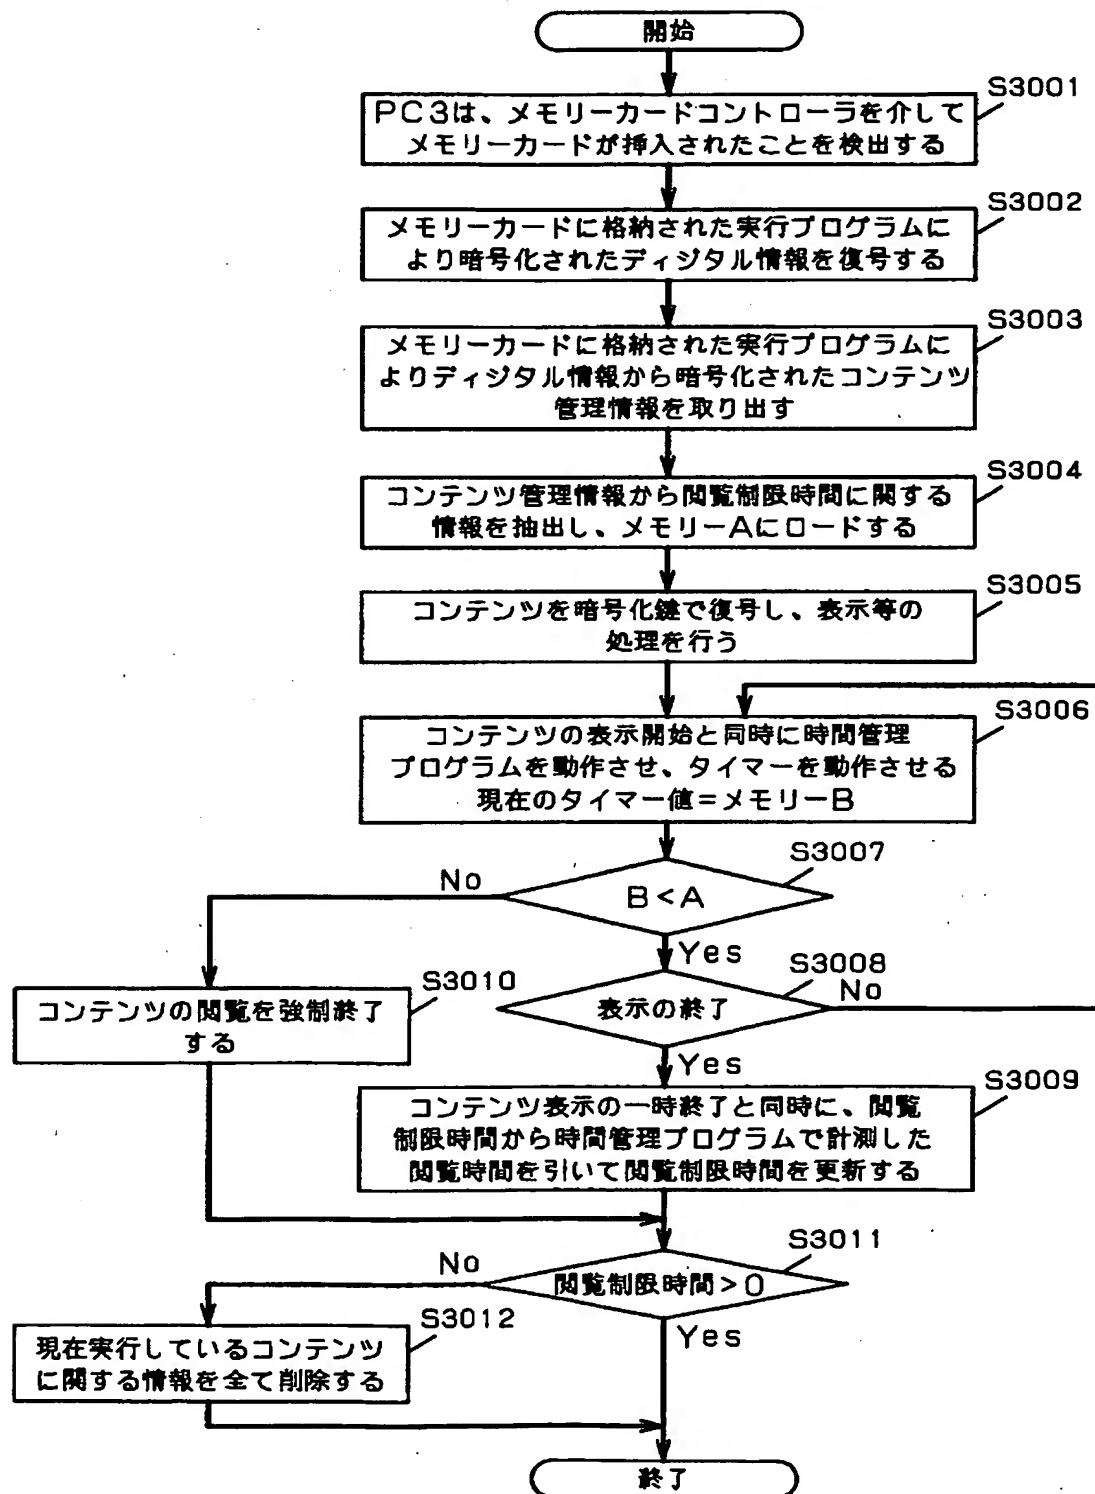 開始
S3001
PC3は、メモリーカードコントローラを介して
メモリーカードが挿入されたことを検出する
S3002
メモリーカードに格納された実行プログラムに
より暗号化されたディジタル情報を復号する
S3003
メモリーカードに格納された実行プログラムに
よりディジタル情報から暗号化されたコンテンツ
管理情報を取り出す
S3004
コンテンツ管理情報から閲覧制限時間に関する
情報を抽出し、メモリーAにロードする
S3005
コンテンツを暗号化鍵で復号し、表示等の
処理を行う
S3006
コンテンツの表示開始と同時に時間管理
プログラムを動作させ、タイマーを動作させる
現在のタイマー値=メモリーB
S3007
No
B<A
Yes
S3008
S3010
No
コンテンツの閲覧を強制終了
する
表示の終了
Yes
S3009
コンテンツ表示の一時終了と同時に、閲覧
制限時間から時間管理プログラムで計測した
閲覧時間を引いて閲覧制限時間を更新する
S3011
No
閲覧制限時間>0
S3012
Yes
現在実行しているコンテンツ
に関する情報を全て削除する
終了